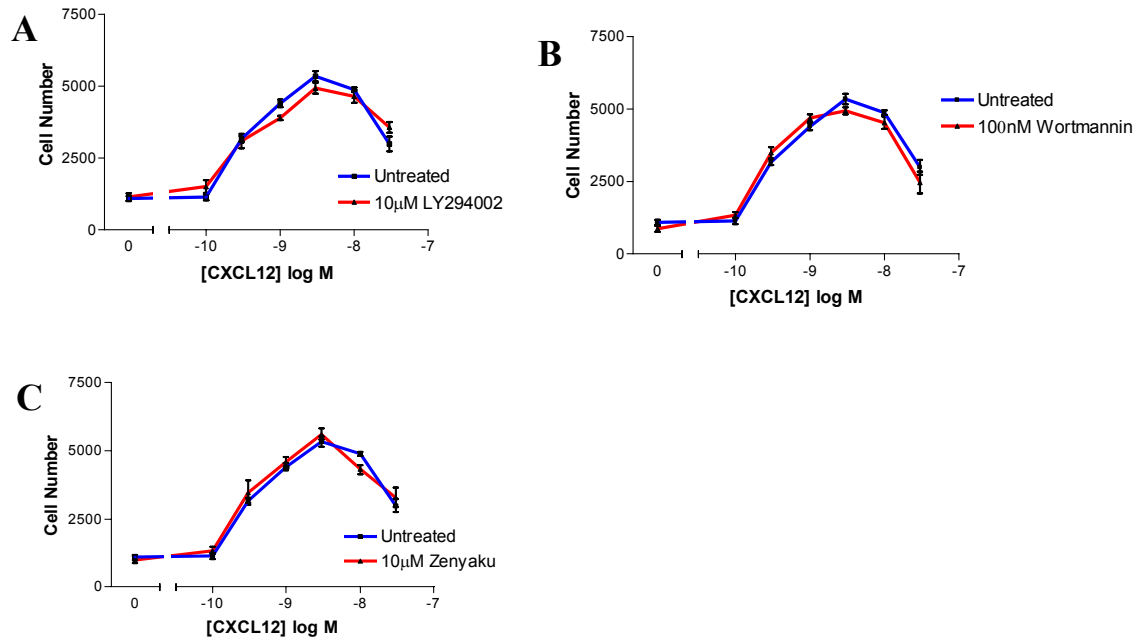 A
7500
5000
2500
0
Cell Number
Untreated
10μM LY294002
0 -10 -9 -8 -7
[CXCL12] log M
B
7500
5000
2500
0
Cell Number
Untreated
100nM Wortmannin
0 -10 -9 -8 -7
[CXCL12] log M
C
7500
5000
2500
0
Cell Number
Untreated
10μM Zenyaku
0 -10 -9 -8 -7
[CXCL12] log M